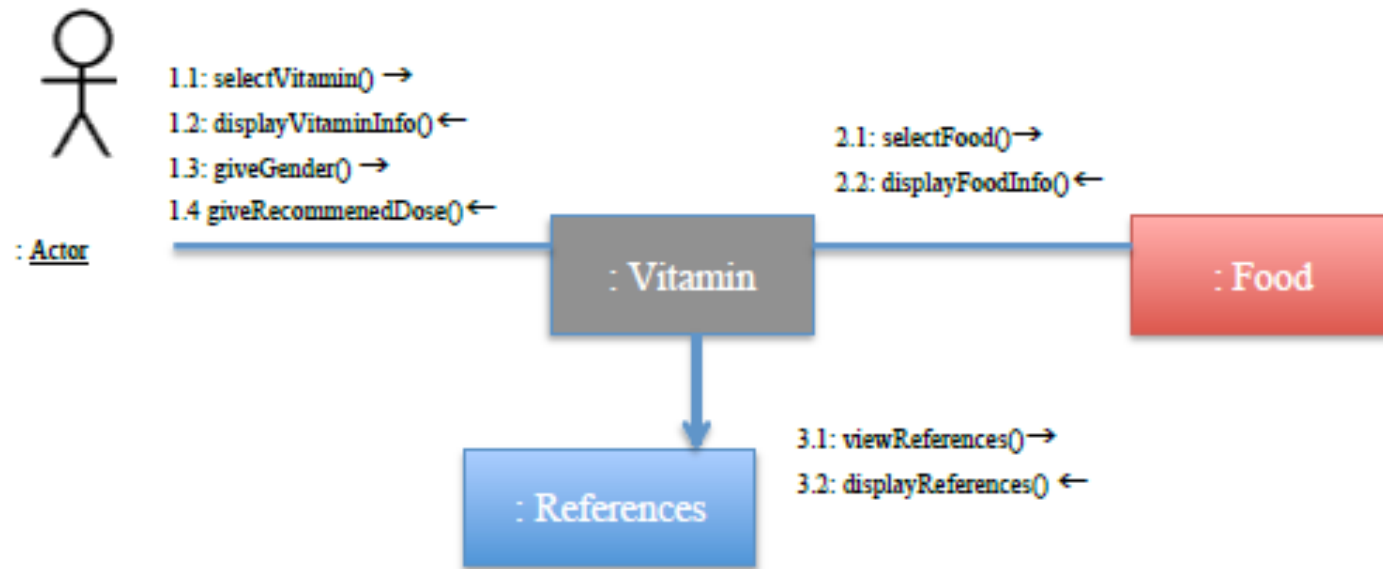 1.1: selectVitamin() →
1.2: displayVitaminInfo() ←
1.3: giveGender() →
1.4 giveRecommenedDose() ←
: Actor
2.1: selectFood() →
2.2: displayFoodInfo() ←
: Vitamin
: Food
3.1: viewReferences() →
3.2: displayReferences() ←
: References